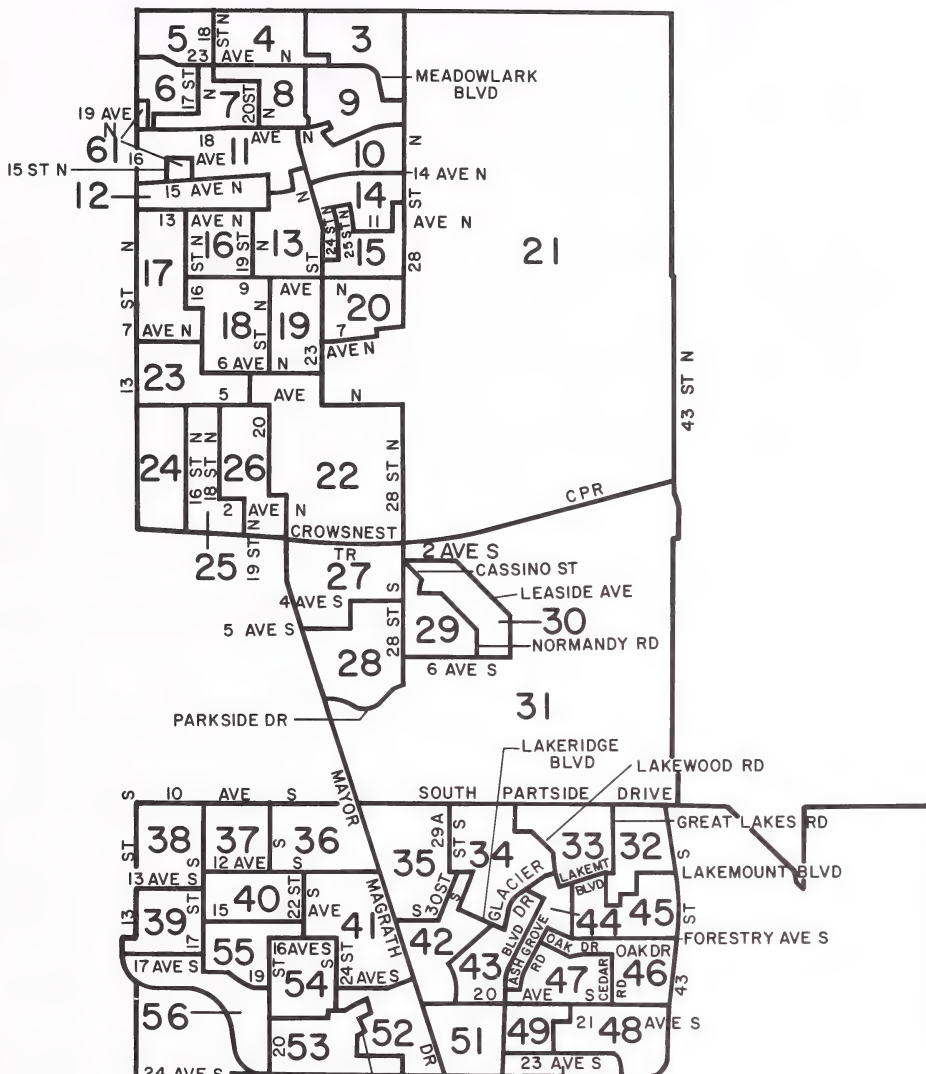 5 18 ST N 4 3
23 AVE N
MEADOWLARK
BLVD
6 17 ST N 7 20 ST N 8 9
19 AVE
N
61
18 AVE N
16 AVE 11 10
N
15 ST N
14 AVE N
12 15 AVE N
14
13 AVE N
24 ST N 25 ST N 11 AVE N
17 16 ST N 16 19 ST N 13 ST N 15 28 ST
21
9 AVE N
18 ST N 19 20
7 AVE N
7 AVE N
6 AVE N 23
13 ST N
43 ST N
23
5 AVE N
24 16 ST N 18 ST N 26 20 22 28 ST N
2 AVE N
CPR
CROWSNEST
TR
25 19 ST N
2 AVE S
27
CASSINO ST
LEASIDE AVE
4 AVE S
5 AVE S
28 ST S
29 30
NORMANDY RD
28
6 AVE S
31
PARKSIDE DR
LAKERIDGE
BLVD
LAKEWOOD RD
MAYOR
10 AVE S
SOUTH PARTSIDE DRIVE
GREAT LAKES RD
38 37 36 S
35 29 A ST S 34 33 32
12 AVE S
13 AVE S
LAKEMT
BLVD
LAKEMOUNT BLVD
MAGRATH
30 ST S
GLACIER
39 17 ST S 40 22 ST S
15 AVE S
41
42
BLVD DR
ASH GROVE
RD
44 45
13 ST S
FORESTRY AVE S
16 AVE S
OAK DR
OAK DR
17 AVE S
55 19 54 ST S 24 ST AVE S
43 47 CEDAR RD 46
20 AVE S
43 ST S
56
20 53 52 DR 51 49 48
21 AVE S
23 AVE S
24 AVE S